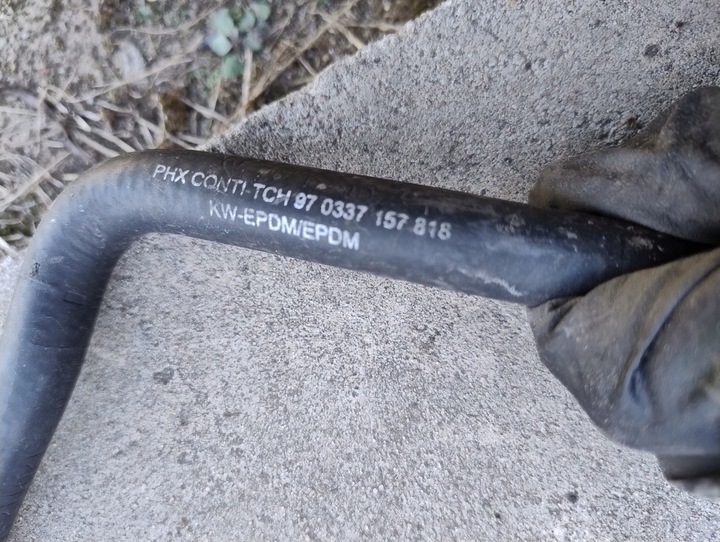 PHX CONTI-TCH 97 0337 157 818
KW-EPDM/EPDM